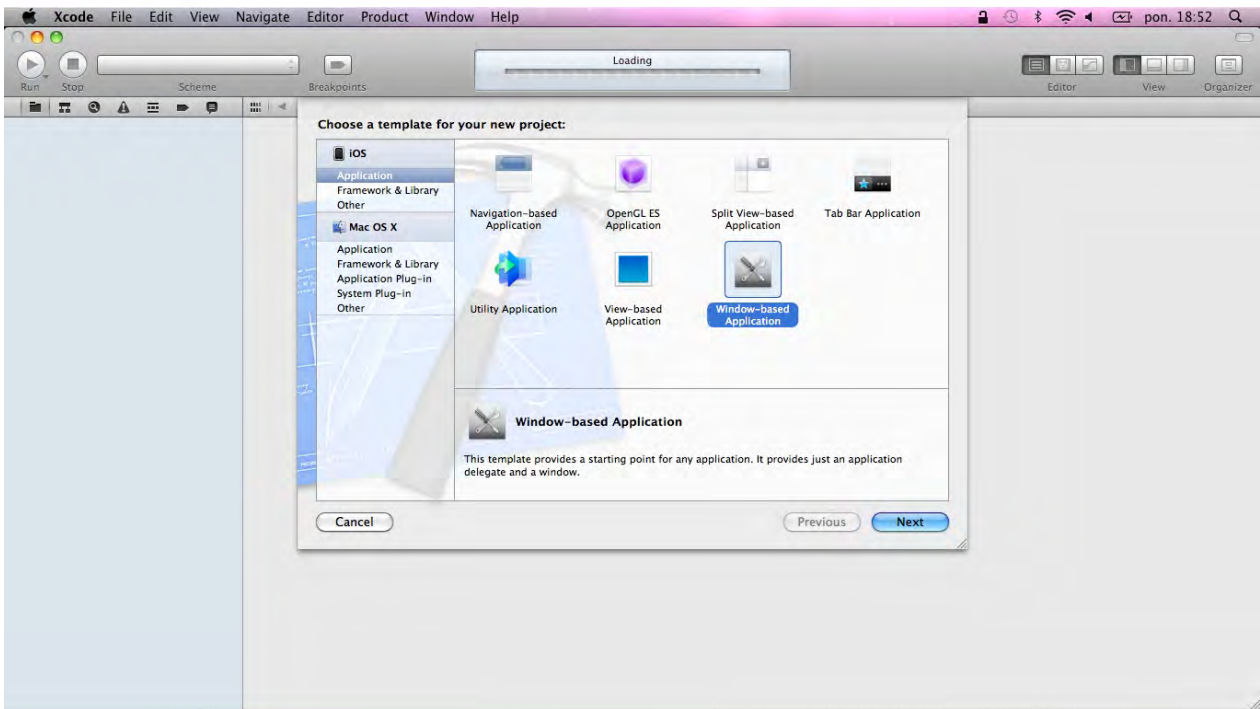 Xcode File Edit View Navigate Editor Product Window Help pon. 18:52
Loading
Run Stop Scheme Breakpoints Editor View Organizer
Choose a template for your new project:
iOS
Application
Framework & Library
Other
Mac OS X
Application
Framework & Library
Application Plug-in
System Plug-in
Other
Navigation-based
Application
OpenGL ES
Application
Split View-based
Application
Tab Bar Application
Utility Application
View-based
Application
Window-based
Application
Window-based Application
This template provides a starting point for any application. It provides just an application
delegate and a window.
Cancel Previous Next